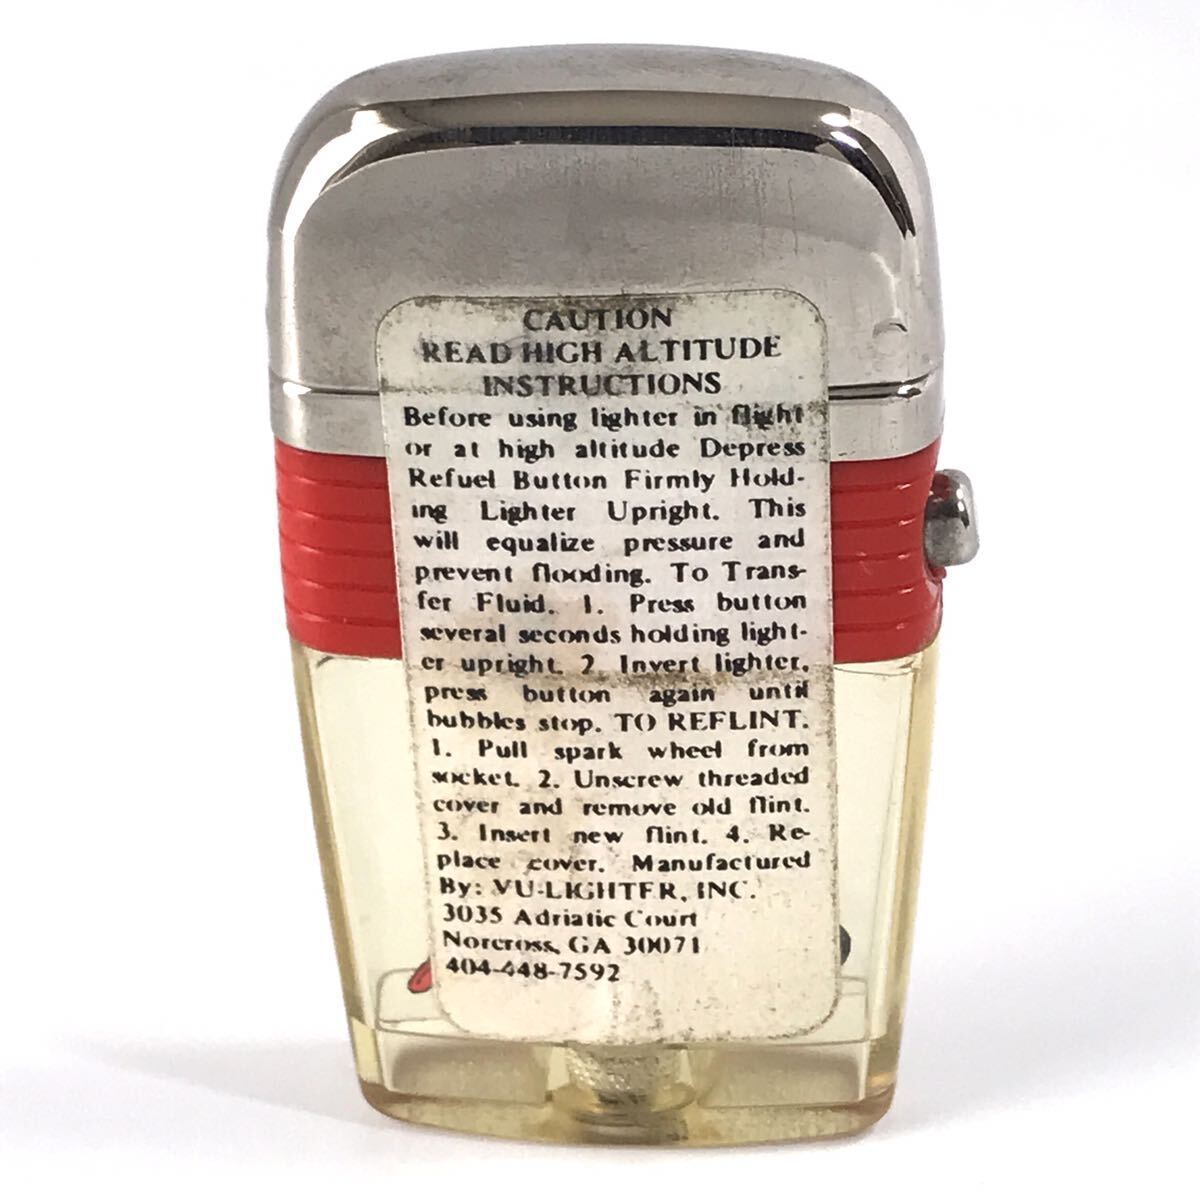 CAUTION
READ HIGH ALTITUDE
INSTRUCTIONS
Before using lighter in flight
or at high altitude Depress
Refuel Button Firmly Hold-
ing Lighter Upright. This
will equalize pressure and
prevent flooding. To Trans-
fer Fluid. 1. Press button
several seconds holding light-
er upright. 2. Invert lighter,
press button again until
bubbles stop. TO REFLINT.
1. Pull spark wheel from
socket. 2. Unscrew threaded
cover and remove old flint.
3. Insert new flint. 4. Re-
place cover. Manufactured
By: VU-LIGHTER, INC.
3035 Adriatic Court
Norcross, GA 30071
404-448-7592